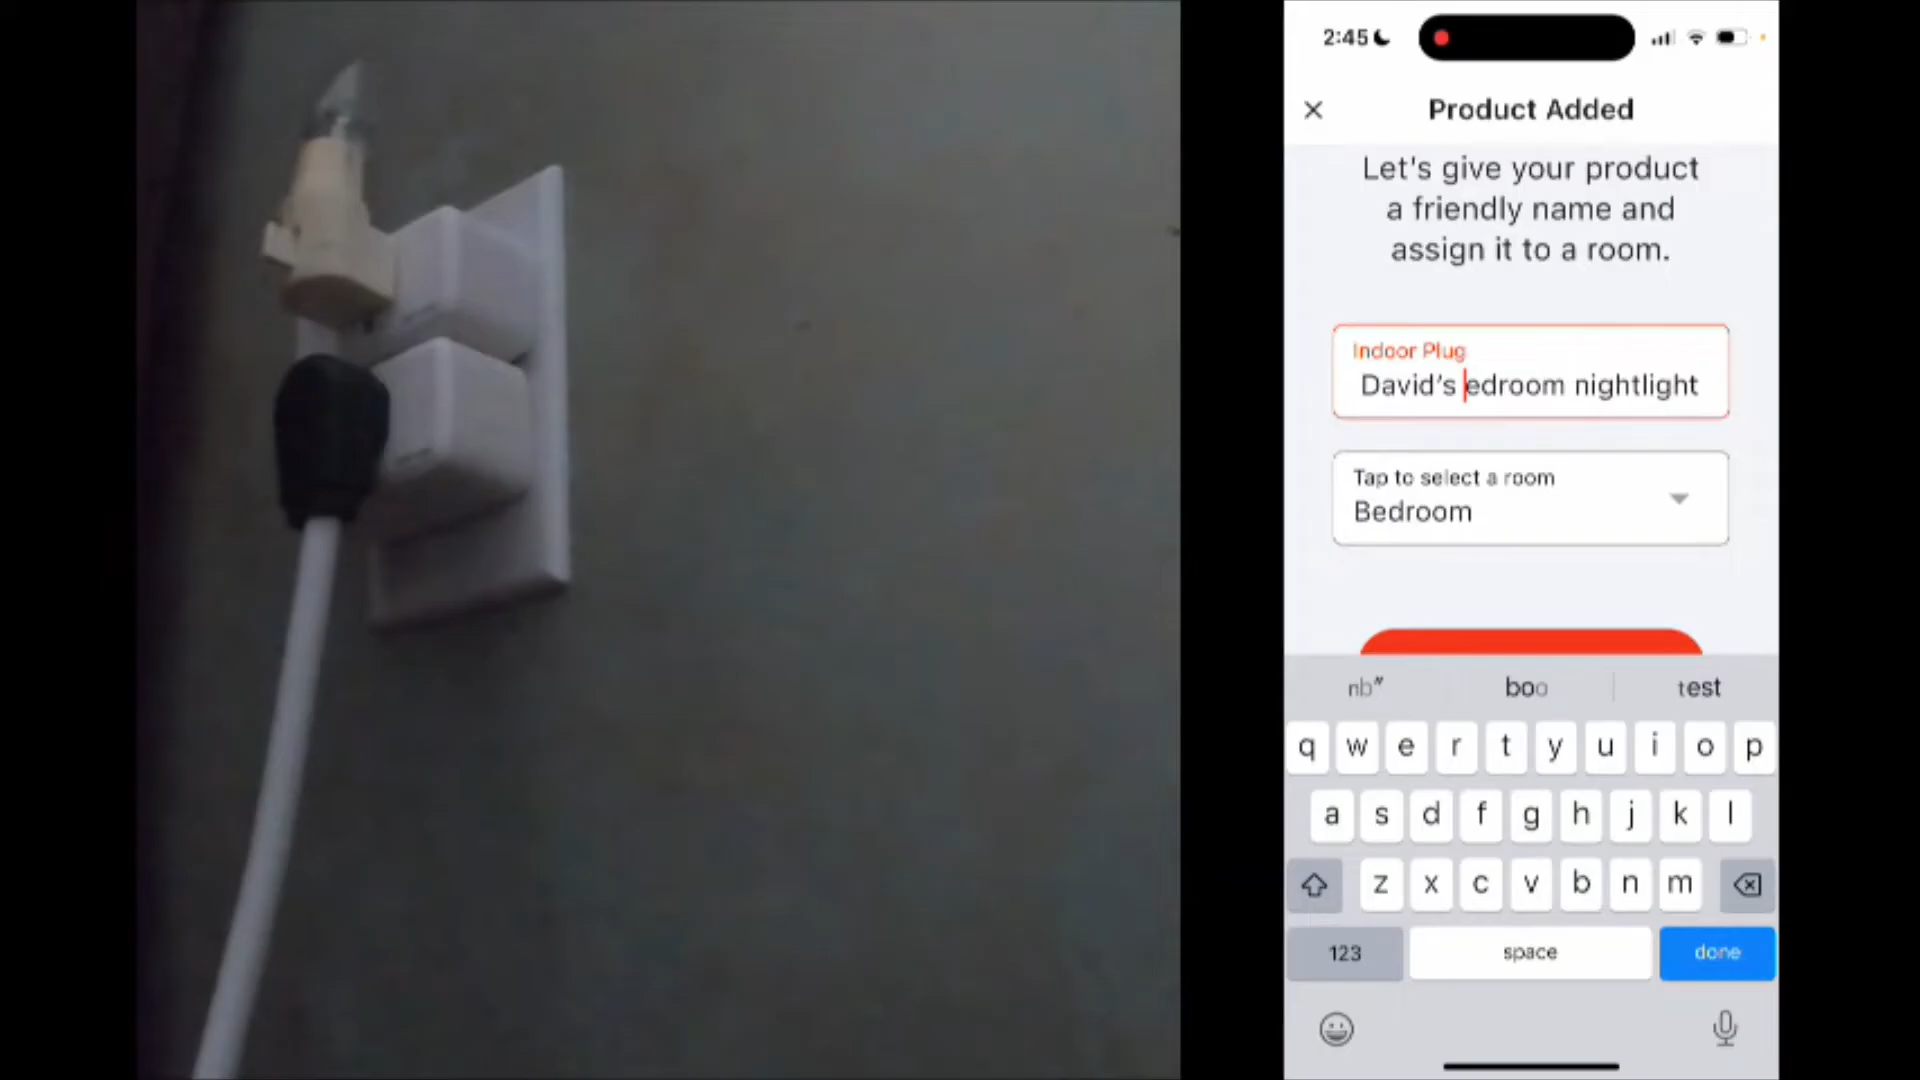 2:45
Product Added
Let's give your product
a friendly name and
assign it to a room.
Indoor Plug
David's edroom nightlight
Tap to select a room
Bedroom
nb" boo test
q w e r t y u i o p
a s d f g h j k l
z x c v b n m
123 space done